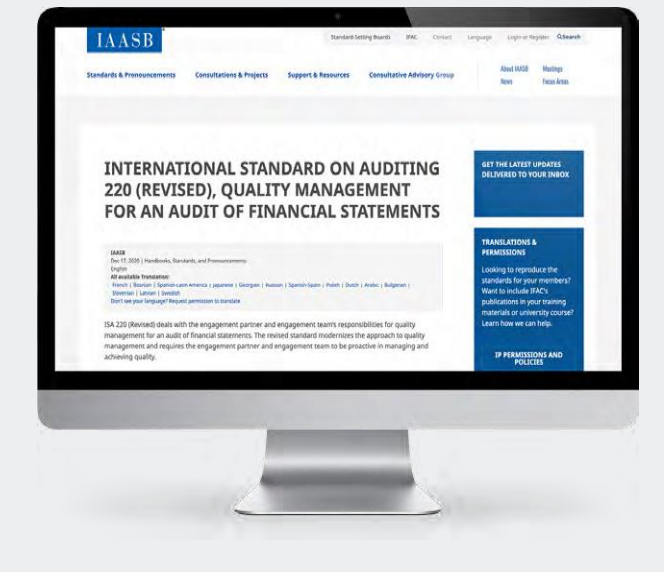 IAASB
Standard-Setting Boards IFAC Contact Language Login or Register Search
Standards & Pronouncements Consultations & Projects Support & Resources Consultative Advisory Group
About IAASB Meetings
News Focus Areas
INTERNATIONAL STANDARD ON AUDITING
220 (REVISED), QUALITY MANAGEMENT
FOR AN AUDIT OF FINANCIAL STATEMENTS
IAASB
Dec 17, 2020 | Handbooks, Standards, and Pronouncements
English
All available Translation:
French | Bosnian | Spanish-Latin America | Japanese | Georgian | Russian | Spanish-Spain | Polish | Dutch | Arabic | Bulgarian |
Slovenian | Latvian | Swedish
Don't see your language? Request permission to translate
ISA 220 (Revised) deals with the engagement partner and engagement team's responsibilities for quality
management for an audit of financial statements. The revised standard modernizes the approach to quality
management and requires the engagement partner and engagement team to be proactive in managing and
achieving quality.
GET THE LATEST UPDATES
DELIVERED TO YOUR INBOX
TRANSLATIONS &
PERMISSIONS
Looking to reproduce the
standards for your members?
Want to include IFAC's
publications in your training
materials or university course?
Learn how we can help.
IP PERMISSIONS AND
POLICIES